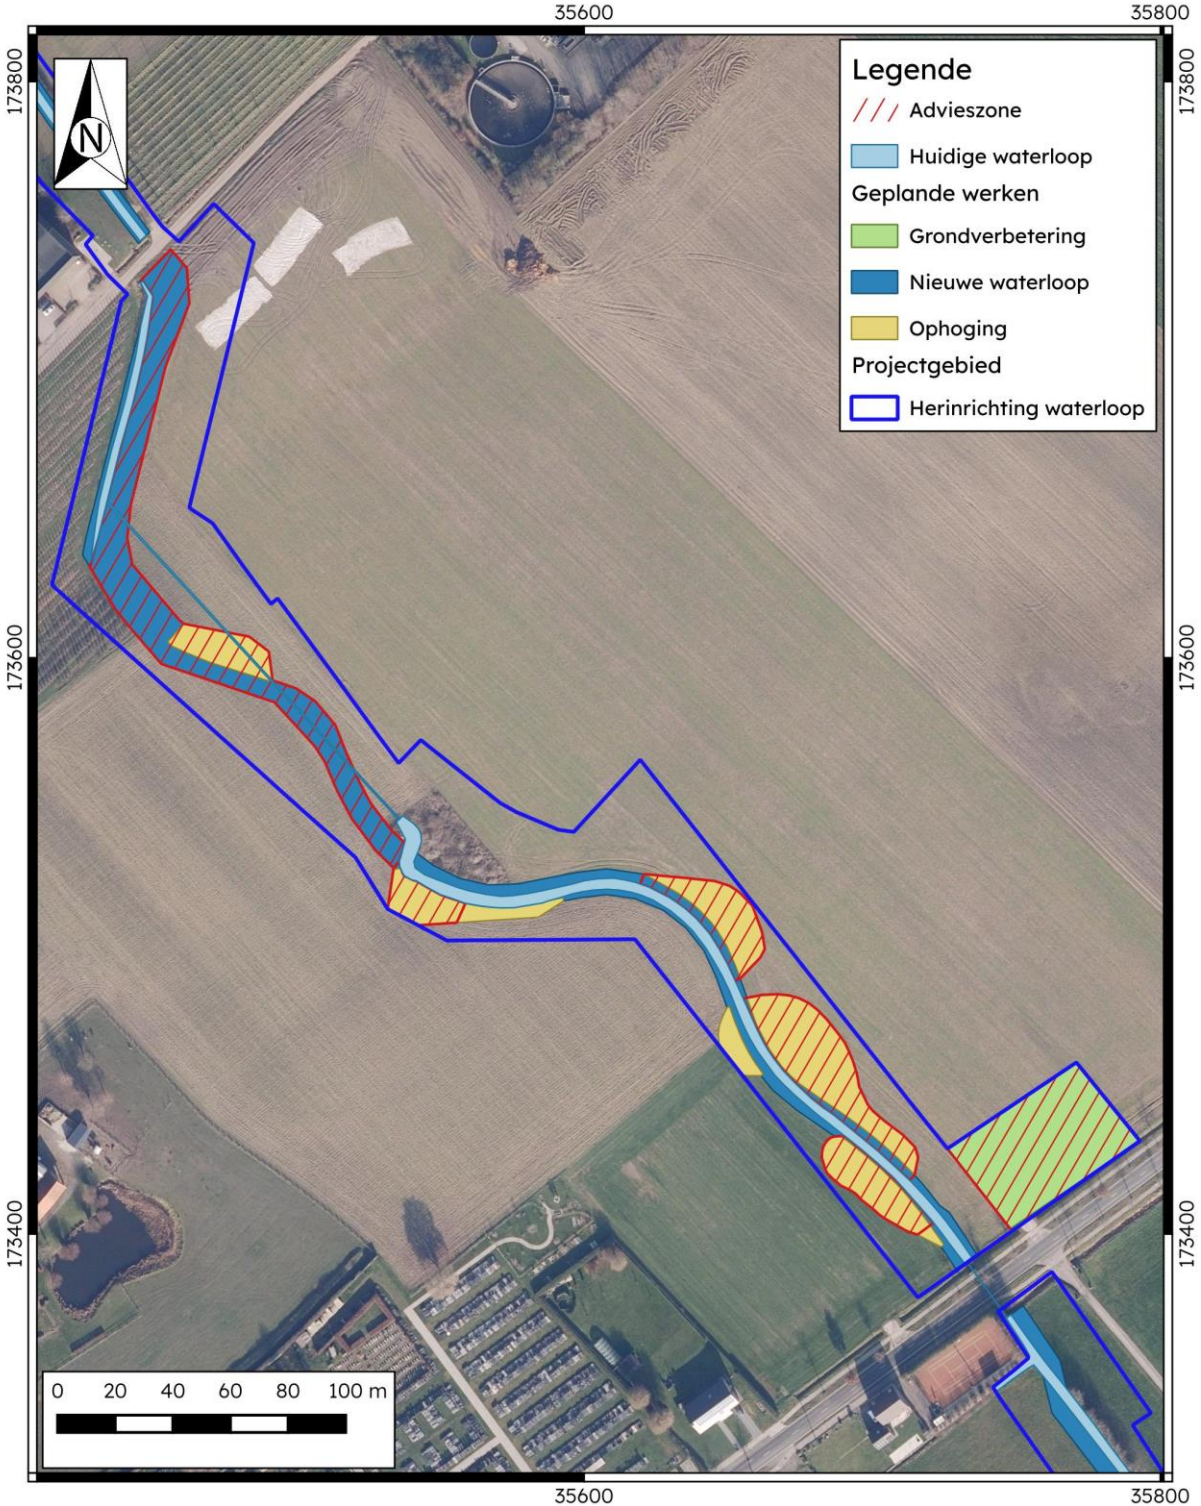 35600
35800
173800
173800
N
Legende
Advieszone
Huidige waterloop
Geplande werken
Grondverbetering
Nieuwe waterloop
Ophoging
Projectgebied
Herinrichting waterloop
173600
173600
173400
173400
0 20 40 60 80 100 m
35600
35800